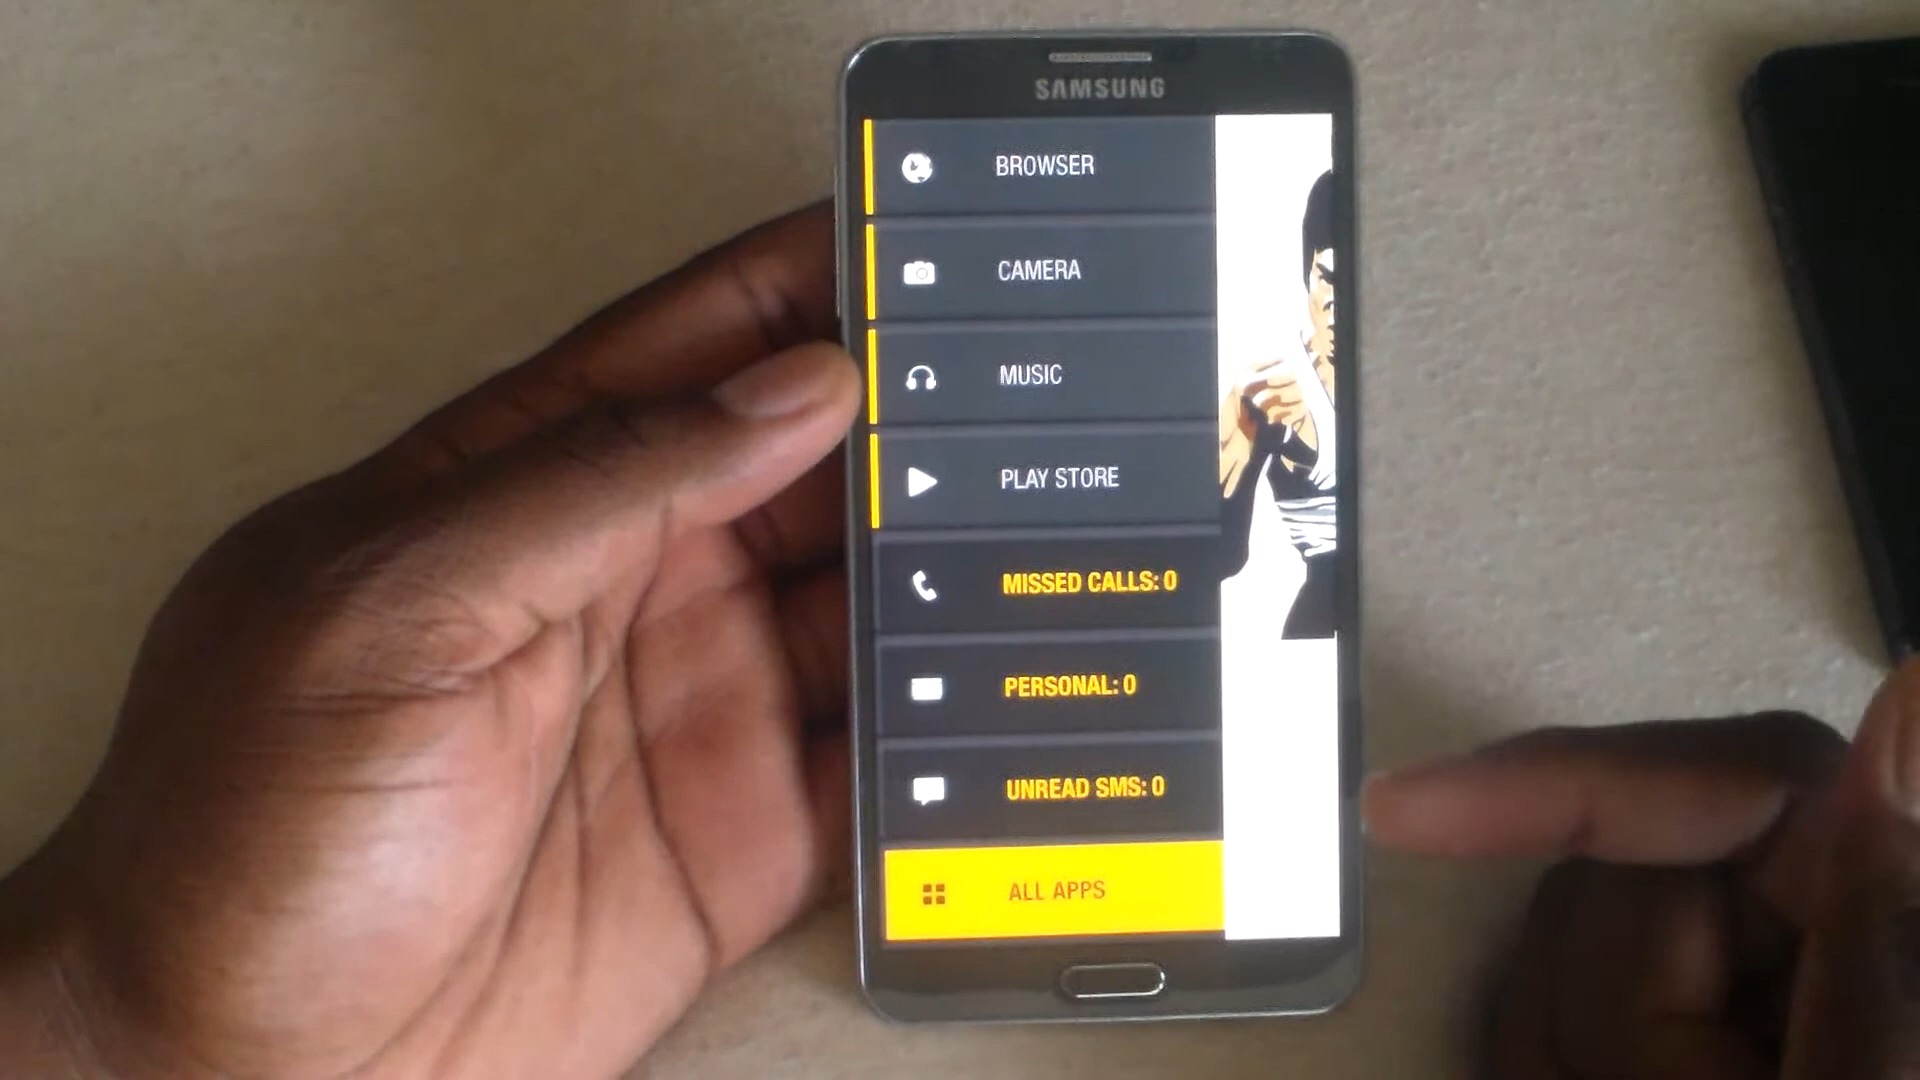 SAMSUNG
BROWSER
CAMERA
MUSIC
PLAY STORE
MISSED CALLS: 0
PERSONAL: 0
UNREAD SMS: 0
ALL APPS